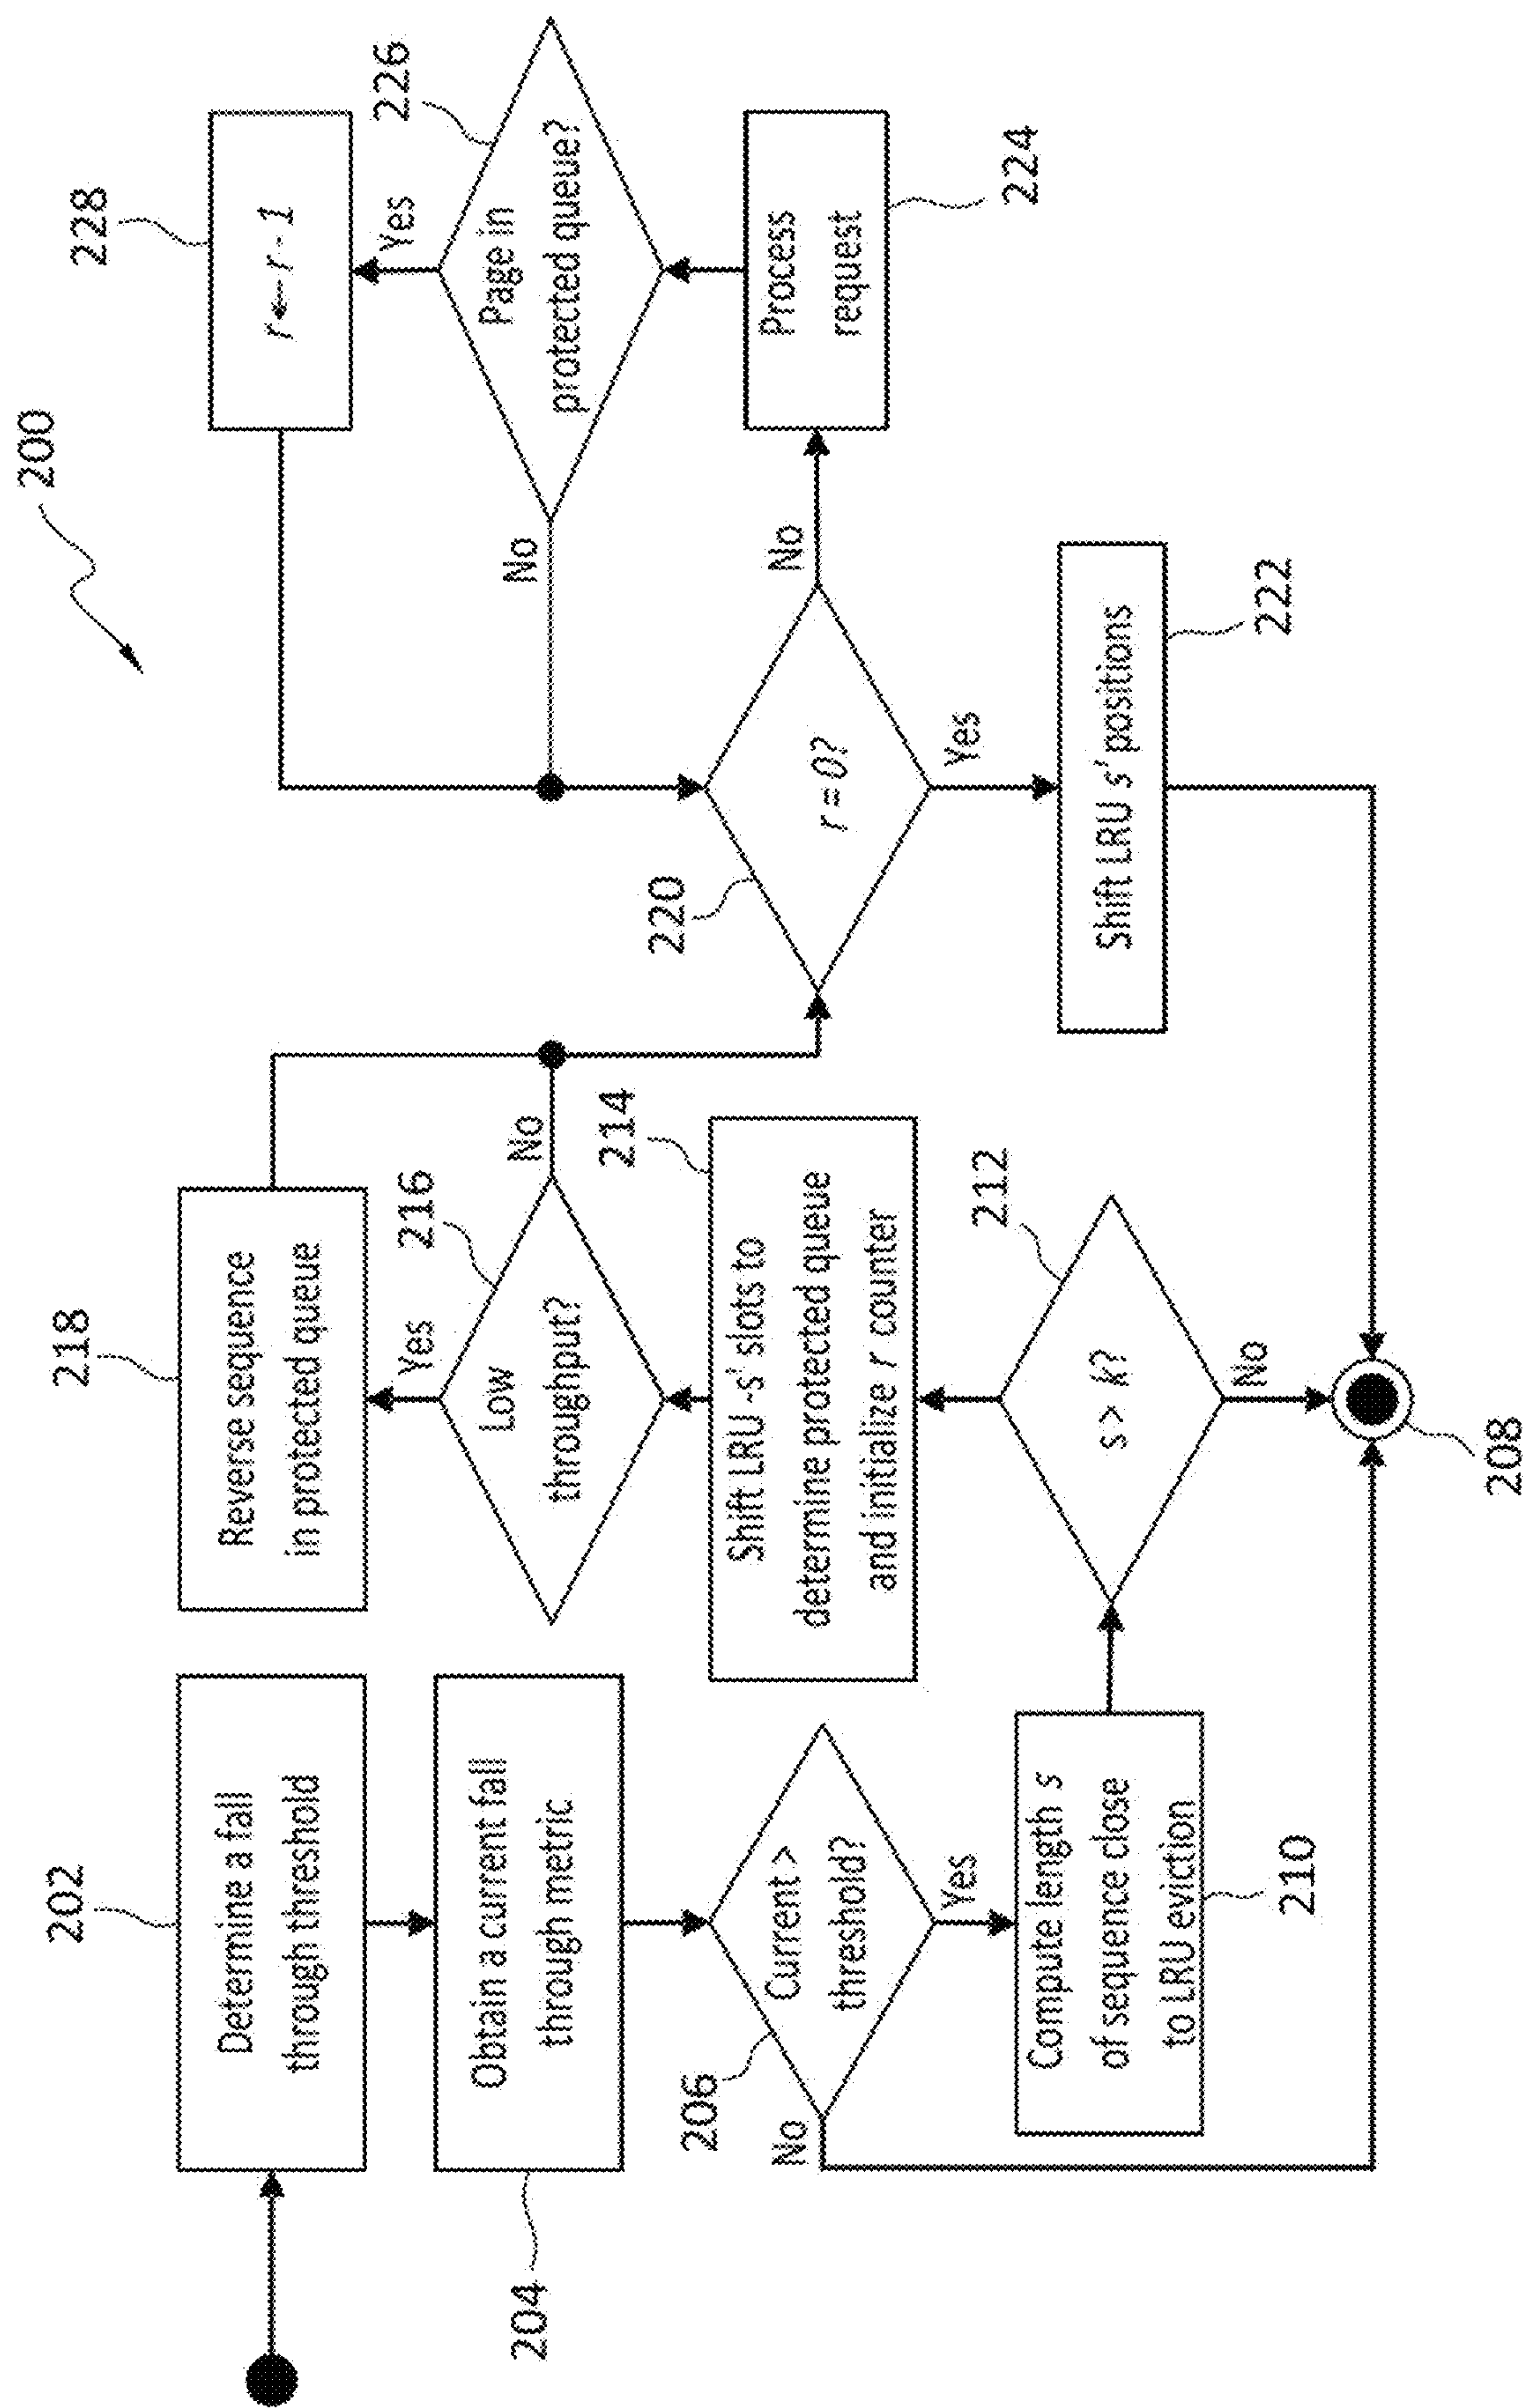 200
202
Determine a fall
through threshold
204
Obtain a current fall
through metric
206
Current >
threshold?
No
Yes
210
Compute length s
of sequence close
to LRU eviction
208
212
s > k?
No
214
Shift LRU -s' slots to
determine protected queue
and initialize r counter
216
Low
throughput?
Yes
No
218
Reverse sequence
in protected queue
220
r = 0?
No
Yes
222
Shift LRU s' positions
224
Process
request
226
Page in
protected queue?
Yes
No
228
r ← r - 1